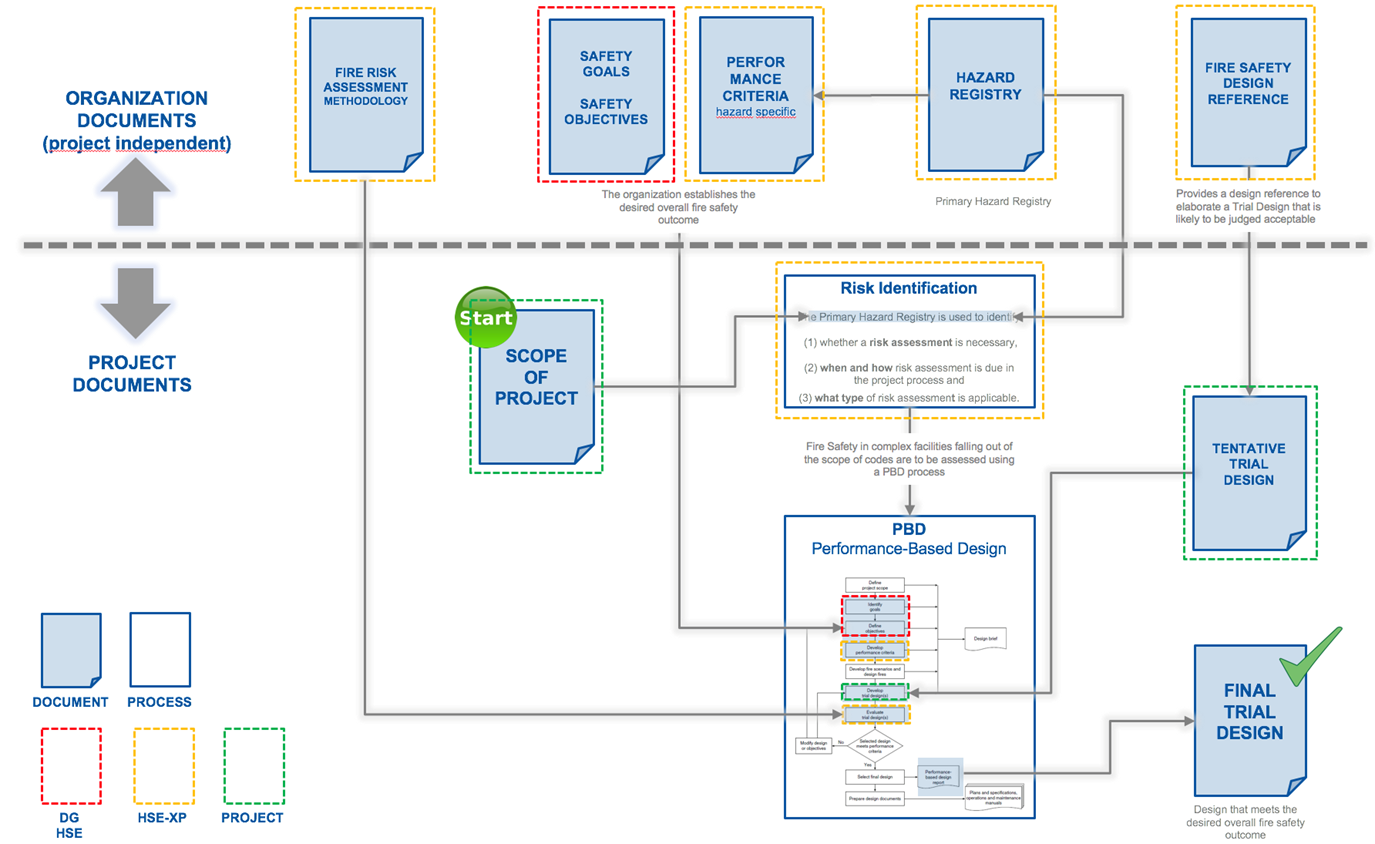 FIRE RISK
ASSESSMENT
METHODOLOGY
SAFETY
GOALS
SAFETY
OBJECTIVES
PERFOR
MANCE
CRITERIA
hazard specific
HAZARD
REGISTRY
FIRE SAFETY
DESIGN
REFERENCE
ORGANIZATION
DOCUMENTS
(project independent)
The organization establishes the
desired overall fire safety
outcome
Primary Hazard Registry
Provides a design reference to
elaborate a Trial Design that is
likely to be judged acceptable
PROJECT
DOCUMENTS
Start
SCOPE
OF
PROJECT
Risk Identification
Primary Hazard Registry is used to
(1) whether a risk assessment is necessary,
(2) when and how risk assessment is due in
the project process and
(3) what type of risk assessment is applicable.
Fire Safety in complex facilities falling out of
the scope of codes are to be assessed using
a PBD process
TENTATIVE
TRIAL
DESIGN
PBD
Performance-Based Design
Define
project scope
Identify
goals
Define
objectives
Design brief
Develop
performance criteria
Develop fire scenarios and
design fires
Develop
trial design(s)
Evaluate
trial design(s)
Modify design
or objectives
No
Selected design
meets performance
criteria
Yes
Select final design
Performance-
based design
report
Prepare design documents
Plans and specifications,
operations and maintenance
manuals
FINAL
TRIAL
DESIGN
Design that meets the
desired overall fire safety
outcome
DOCUMENT
PROCESS
DG
HSE
HSE-XP
PROJECT